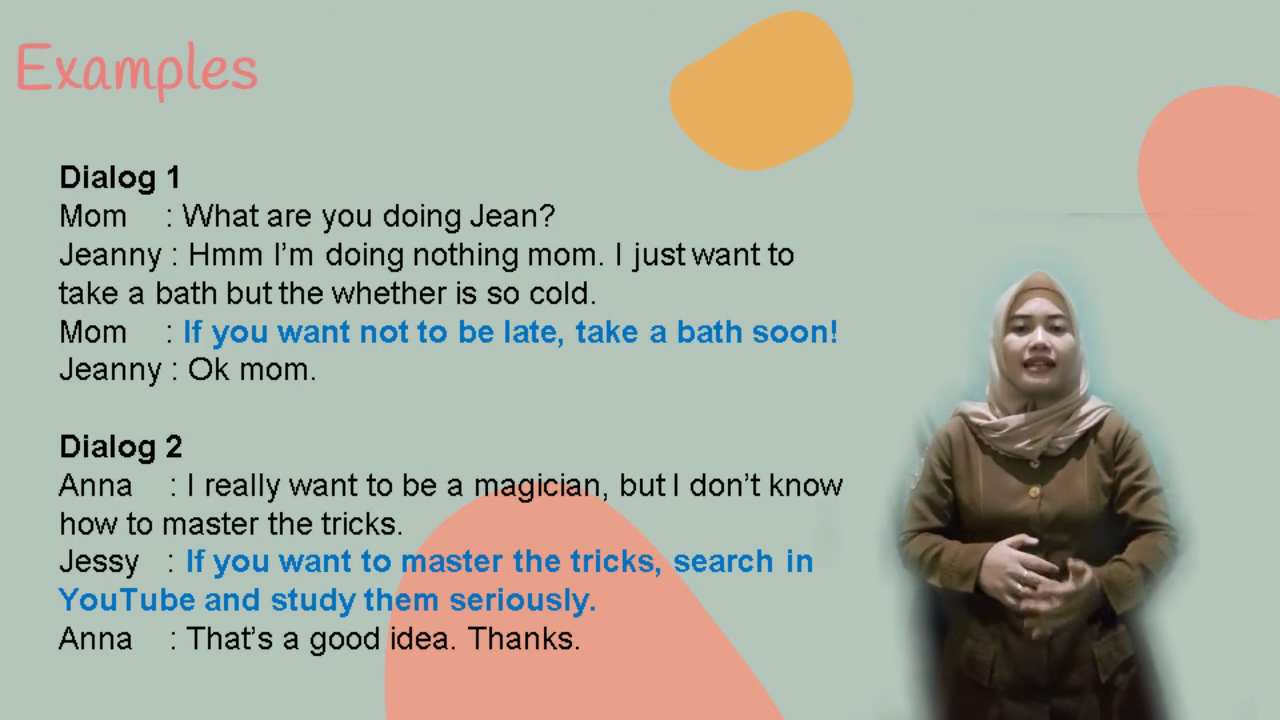 Examples
Dialog 1
Mom : What are you doing Jean?
Jeanny : Hmm I'm doing nothing mom. I just want to
take a bath but the whether is so cold.
Mom : If you want not to be late, take a bath soon!
Jeanny : Ok mom.
Dialog 2
Anna : I really want to be a magician, but I don't know
how to master the tricks.
Jessy : If you want to master the tricks, search in
YouTube and study them seriously.
Anna : That's a good idea. Thanks.